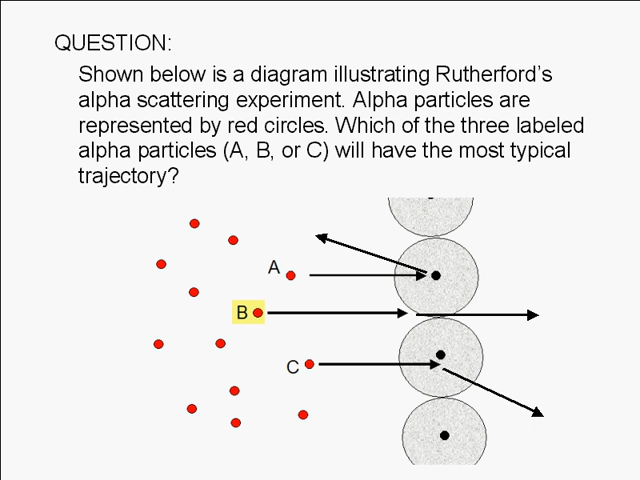 QUESTION:
Shown below is a diagram illustrating Rutherford's
alpha scattering experiment. Alpha particles are
represented by red circles. Which of the three labeled
alpha particles (A, B, or C) will have the most typical
trajectory?
A
B
C